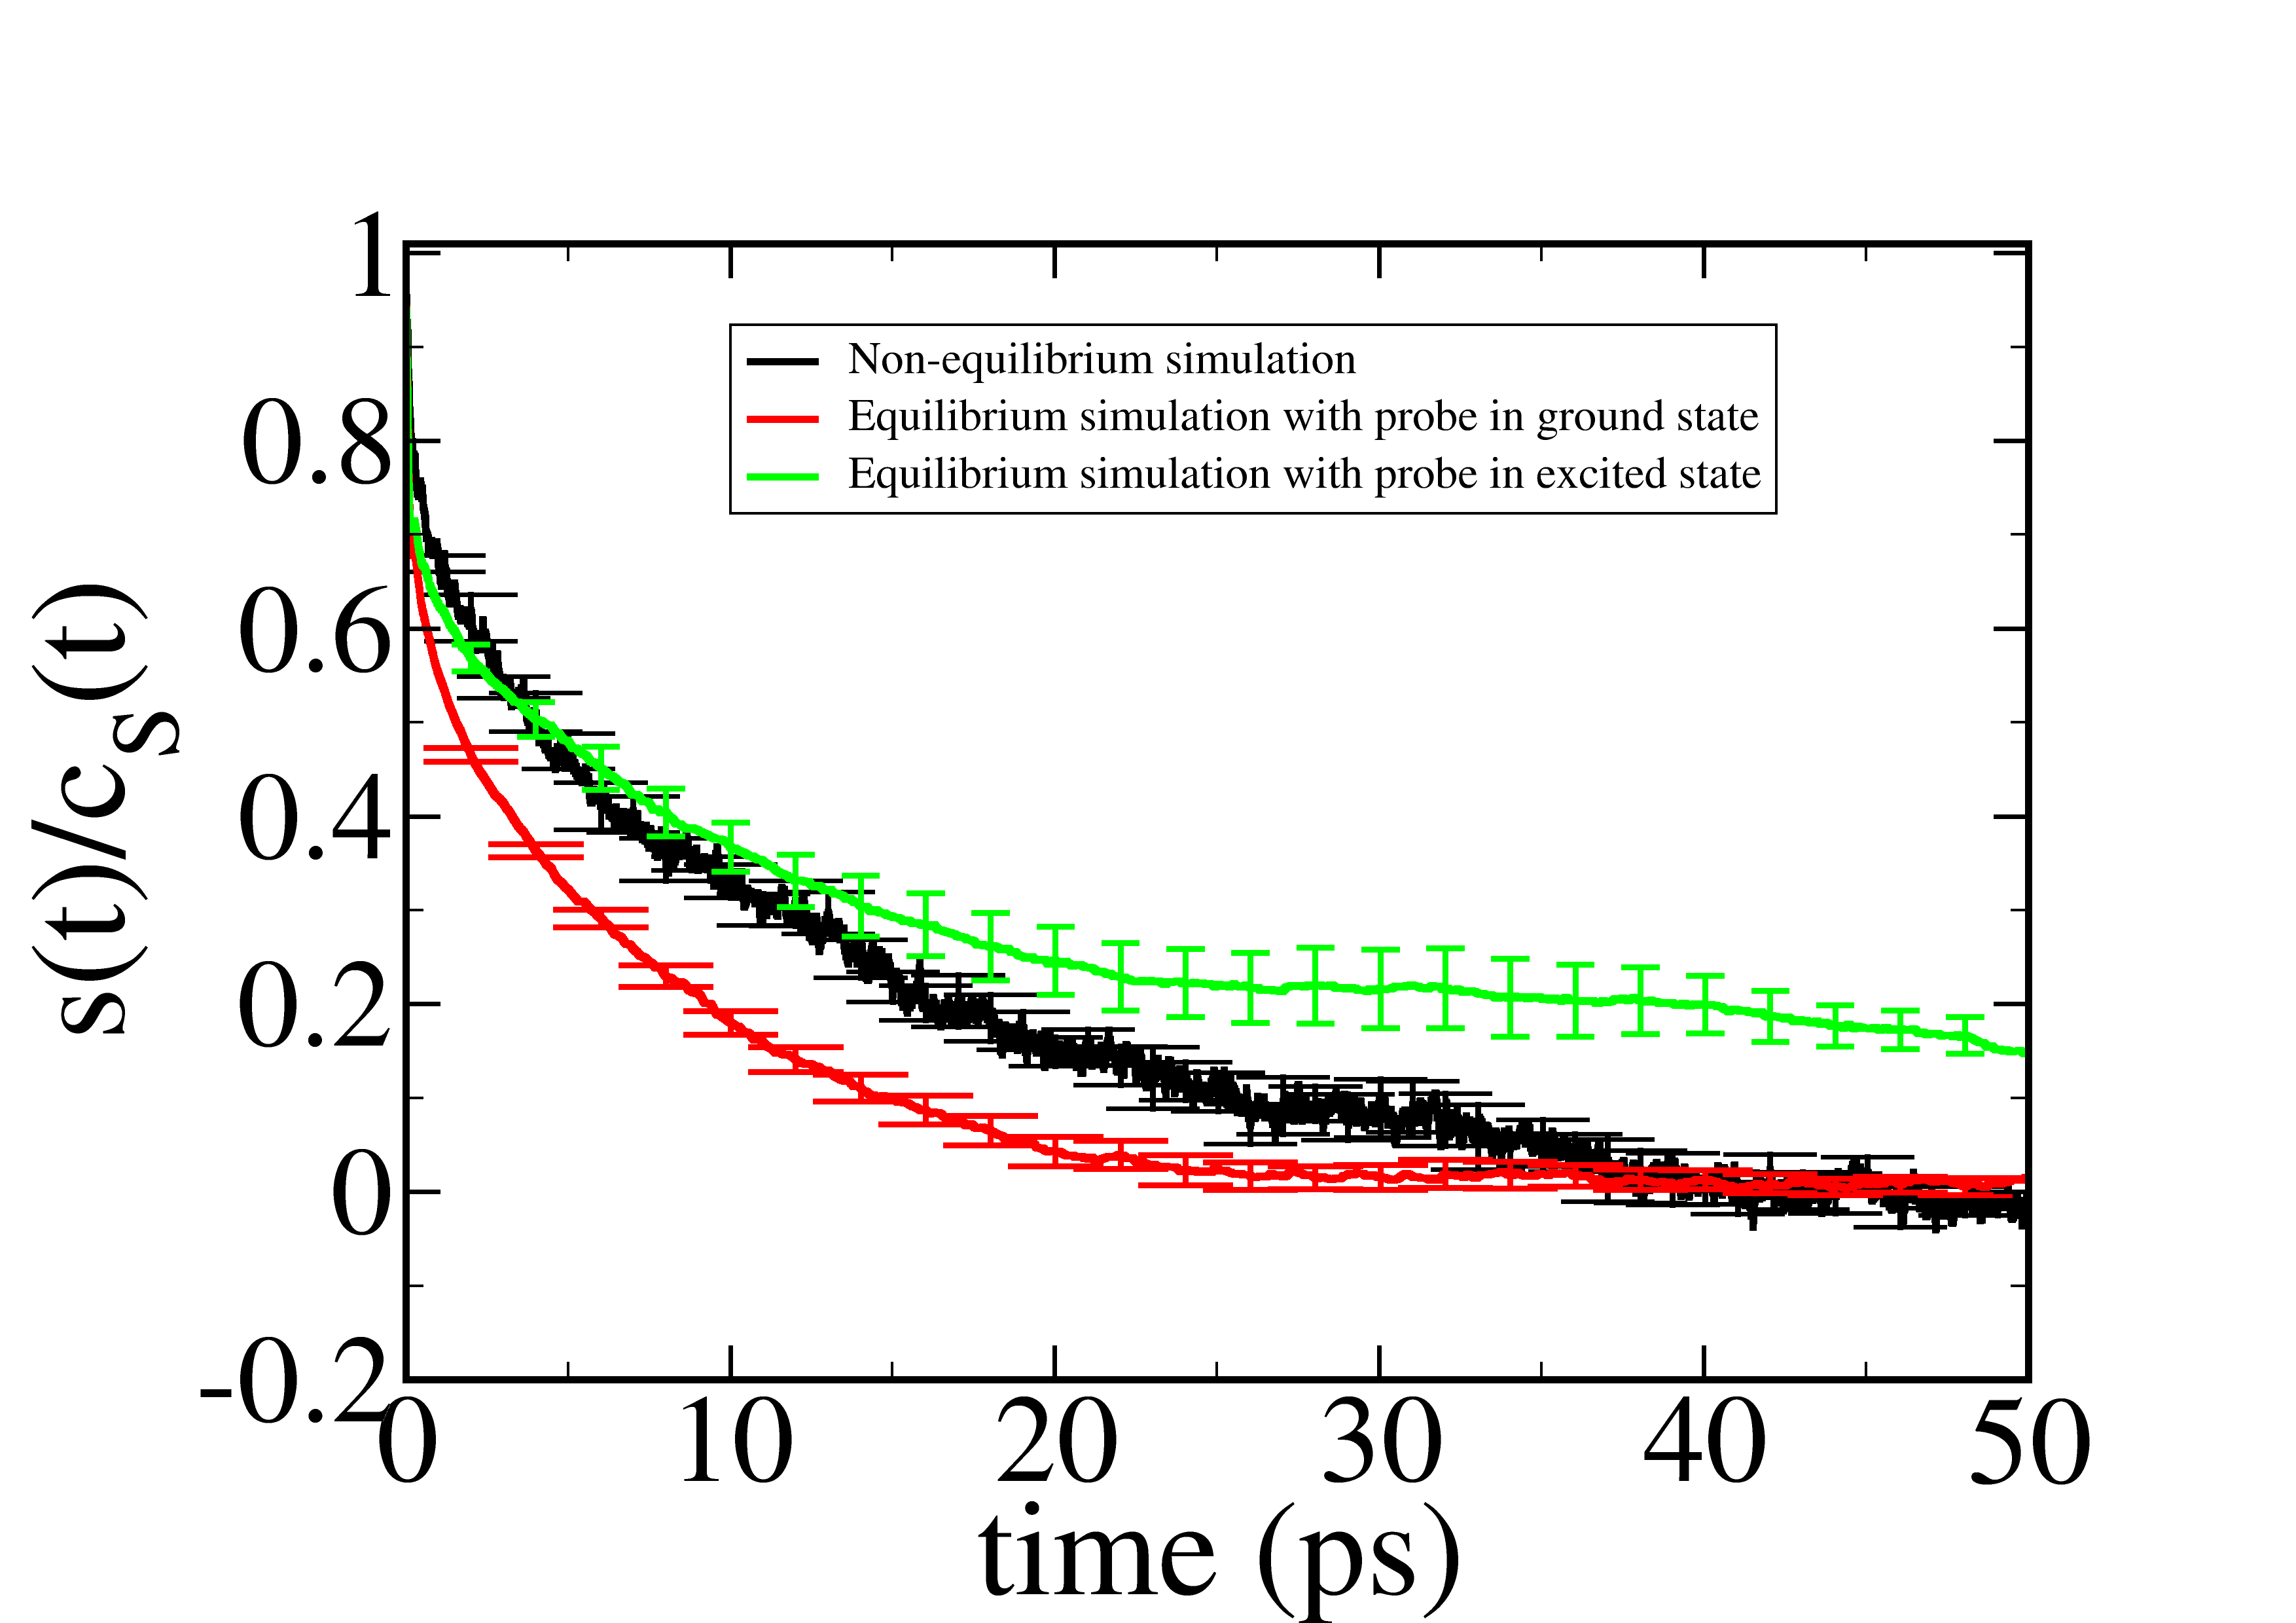 1
0.8
0.6
0.4
0.2
0
-0.2
s(t)/cs(t)
Non-equilibrium simulation
Equilibrium simulation with probe in ground state
Equilibrium simulation with probe in excited state
0 10 20 30 40 50
time (ps)